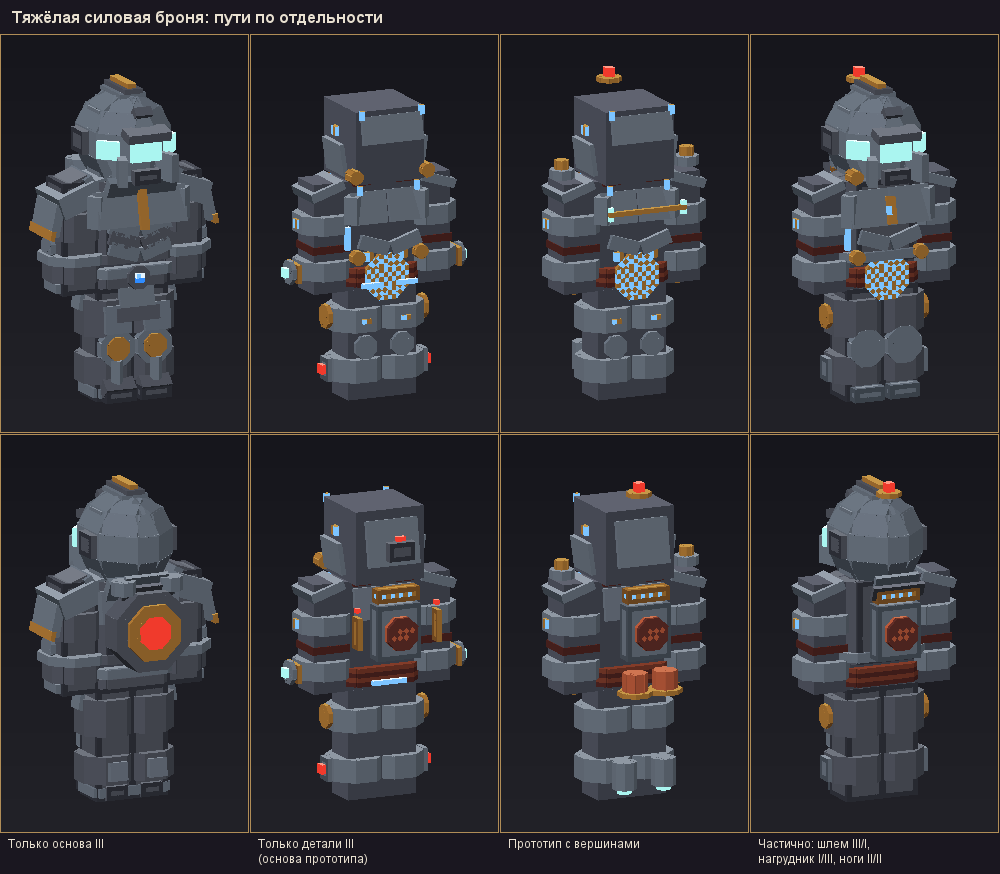 Тяжёлая силовая броня: пути по отдельности
Только основа III
Только детали III
(основа прототипа)
Прототип с вершинами
Частично: шлем III/I,
нагрудник I/III, ноги II/II